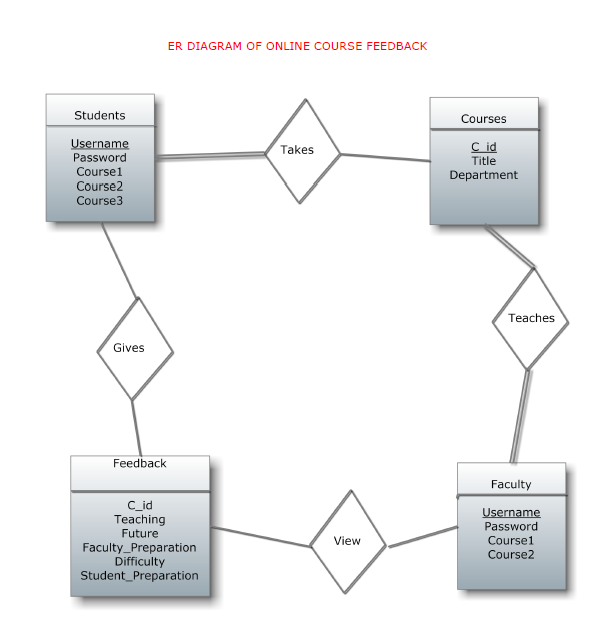 ER DIAGRAM OF ONLINE COURSE FEEDBACK
Students
Username
Password
Course1
Course2
Course3
Takes
Courses
C_id
Title
Department
Gives
Teaches
Feedback
C_id
Teaching
Future
Faculty_Preparation
Difficulty
Student_Preparation
View
Faculty
Username
Password
Course1
Course2